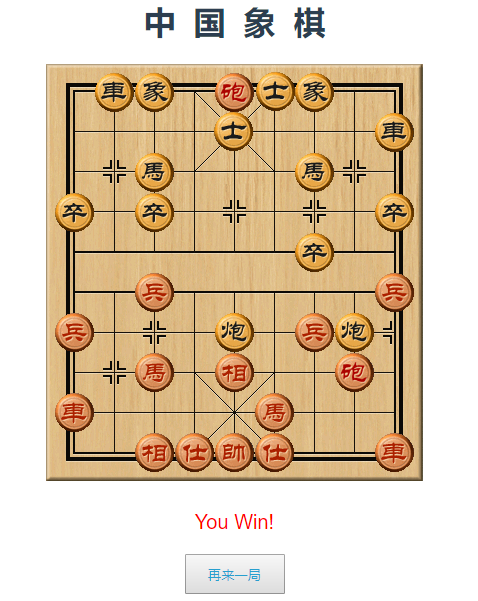 中国象棋
車象砲士象
士車
馬馬
卒卒卒
卒
兵兵
兵炮兵炮
馬相砲
車馬
相仕帥仕車
You Win!
再来一局